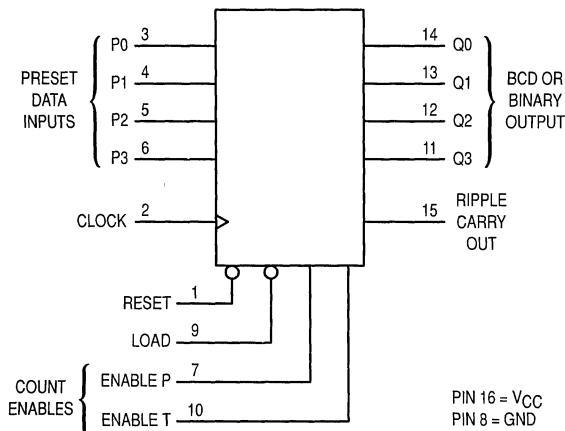 PRESET
DATA
INPUTS
P0 3
P1 4
P2 5
P3 6
CLOCK 2
14 Q0
13 Q1
12 Q2
11 Q3
BCD OR
BINARY
OUTPUT
15
RIPPLE
CARRY
OUT
RESET 1
LOAD 9
COUNT
ENABLES
ENABLE P 7
ENABLE T 10
PIN 16 = VCC
PIN 8 = GND